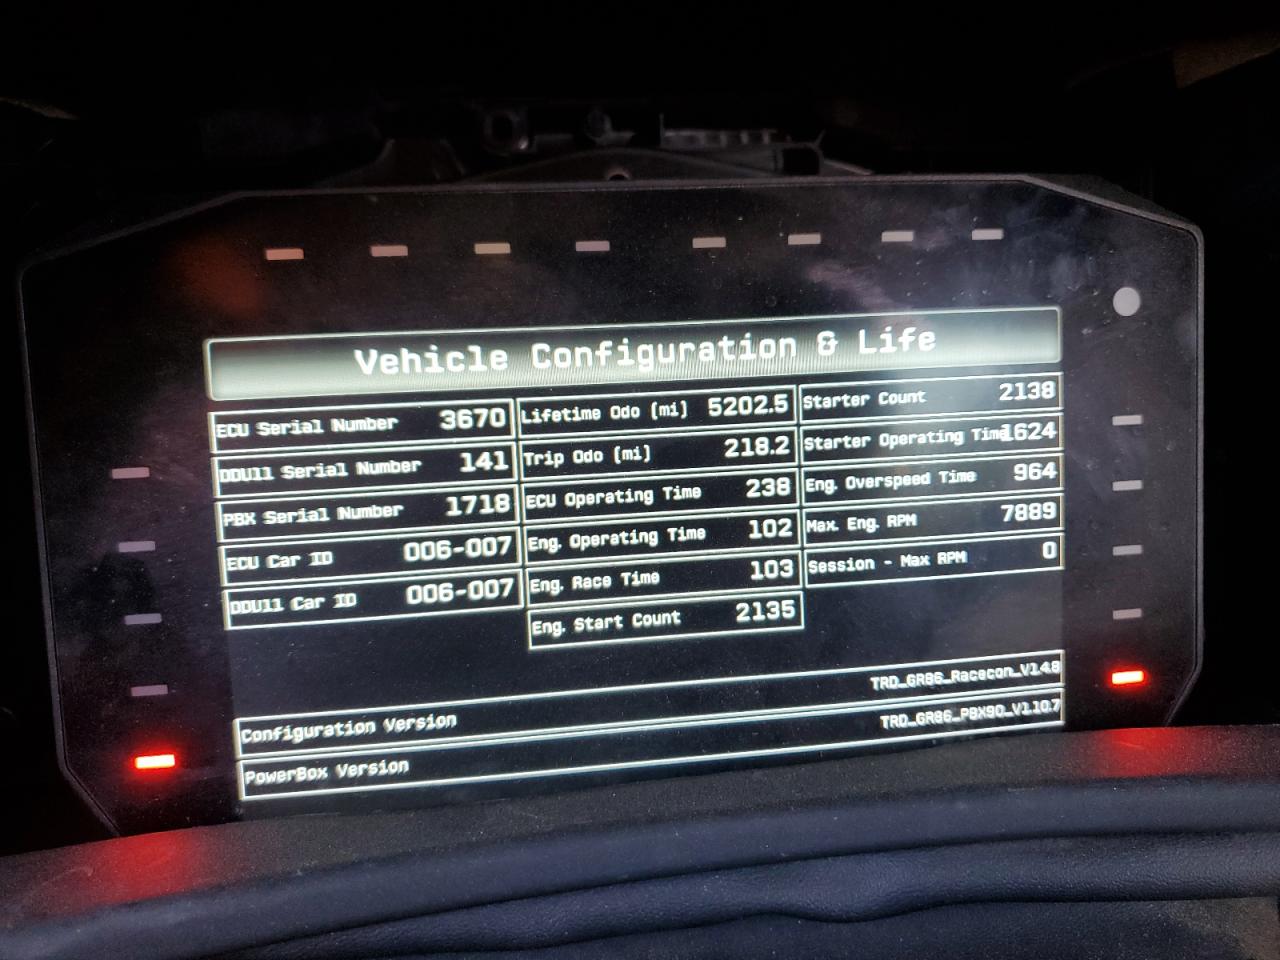 Vehicle Configuration & Life
ECU Serial Number 3670
DDU11 Serial Number 141
PBX Serial Number 1718
ECU Car ID 006-007
DDU11 Car ID 006-007
Lifetime Odo (mi) 5202.5
Trip Odo (mi) 218.2
ECU Operating Time 238
Eng. Operating Time 102
Eng. Race Time 103
Eng. Start Count 2135
Starter Count 2138
Starter Operating Time 1624
Eng. Overspeed Time 964
Max. Eng. RPM 7889
Session - Max RPM 0
Configuration Version TRD_GR86_Racecon_V1.4.8
PowerBox Version TRD_GR86_PBX90_V1.10.7